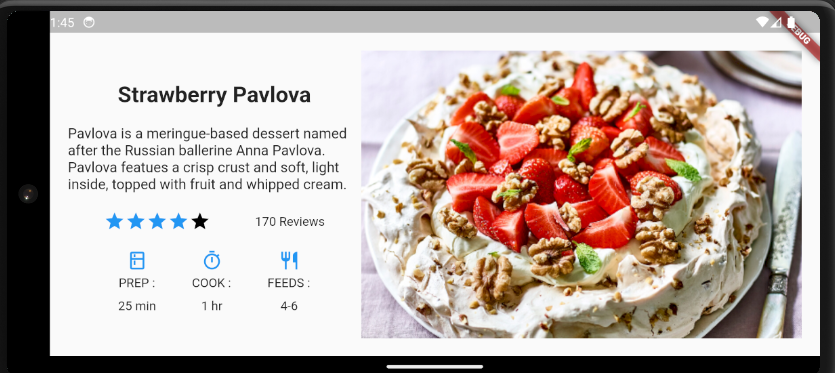 1:45
DEBUG
Strawberry Pavlova
Pavlova is a meringue-based dessert named
after the Russian ballerine Anna Pavlova.
Pavlova featues a crisp crust and soft, light
inside, topped with fruit and whipped cream.
170 Reviews
PREP : COOK : FEEDS :
25 min 1 hr 4-6